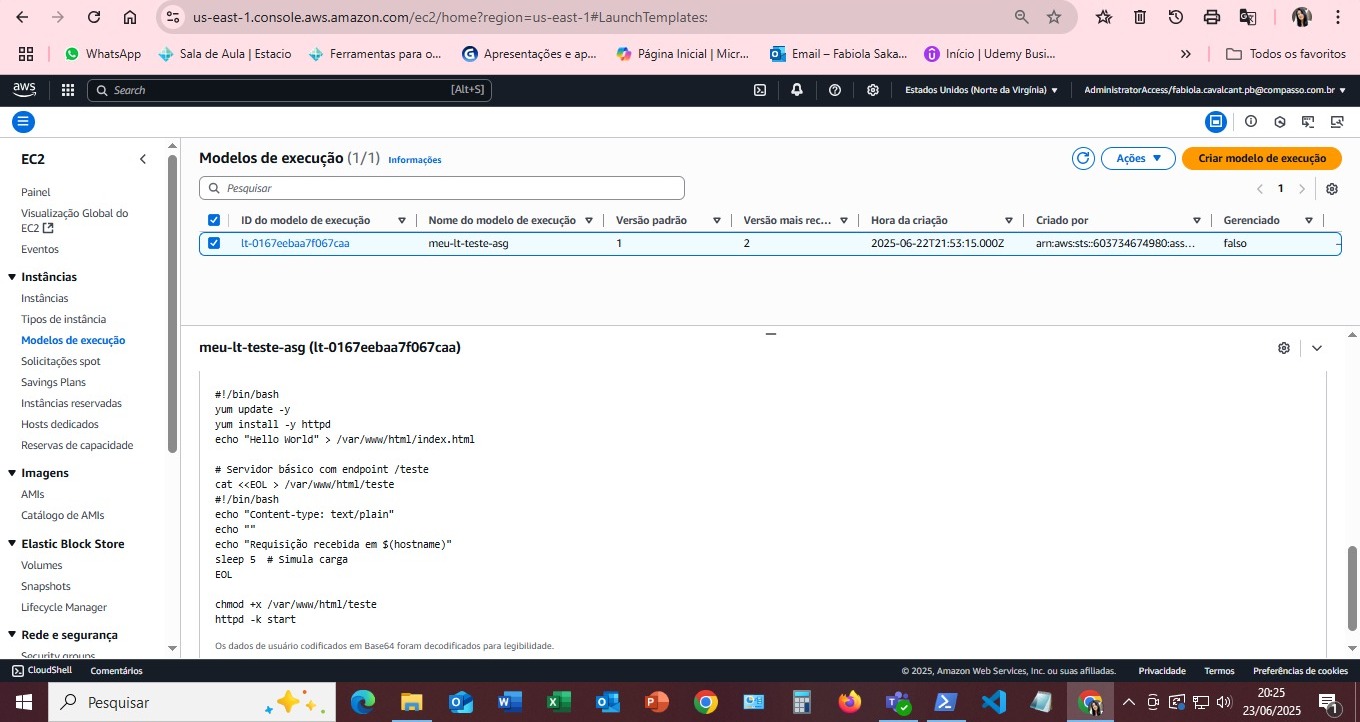 us-east-1.console.aws.amazon.com/ec2/home?region=us-east-1#LaunchTemplates:
WhatsApp
Sala de Aula | Estacio
Ferramentas para o...
Apresentações e ap...
Página Inicial | Micr...
Email – Fabiola Saka...
Início | Udemy Busi...
Todos os favoritos
aws
Search
[Alt+S]
Estados Unidos (Norte da Virgínia)
AdministratorAccess/fabiola.cavalcant.pb@compasso.com.br
EC2
Painel
Visualização Global do
EC2
Eventos
Instâncias
Instâncias
Tipos de instância
Modelos de execução
Solicitações spot
Savings Plans
Instâncias reservadas
Hosts dedicados
Reservas de capacidade
Imagens
AMIs
Catálogo de AMIs
Elastic Block Store
Volumes
Snapshots
Lifecycle Manager
Rede e segurança
Security groups
Modelos de execução (1/1) Informações
Ações
Criar modelo de execução
Pesquisar
1
ID do modelo de execução
Nome do modelo de execução
Versão padrão
Versão mais rec...
Hora da criação
Criado por
Gerenciado
lt-0167eebaa7f067caa
meu-lt-teste-asg
1
2
2025-06-22T21:53:15.000Z
arn:aws:sts::603734674980:ass...
falso
meu-lt-teste-asg (lt-0167eebaa7f067caa)
#!/bin/bash
yum update -y
yum install -y httpd
echo "Hello World" > /var/www/html/index.html
# Servidor básico com endpoint /teste
cat <<EOL > /var/www/html/teste
#!/bin/bash
echo "Content-type: text/plain"
echo ""
echo "Requisição recebida em $(hostname)"
sleep 5  # Simula carga
EOL
chmod +x /var/www/html/teste
httpd -k start
Os dados de usuário codificados em Base64 foram decodificados para legibilidade.
CloudShell
Comentários
© 2025, Amazon Web Services, Inc. ou suas afiliadas.
Privacidade
Termos
Preferências de cookies
Pesquisar
20:25
23/06/2025
1